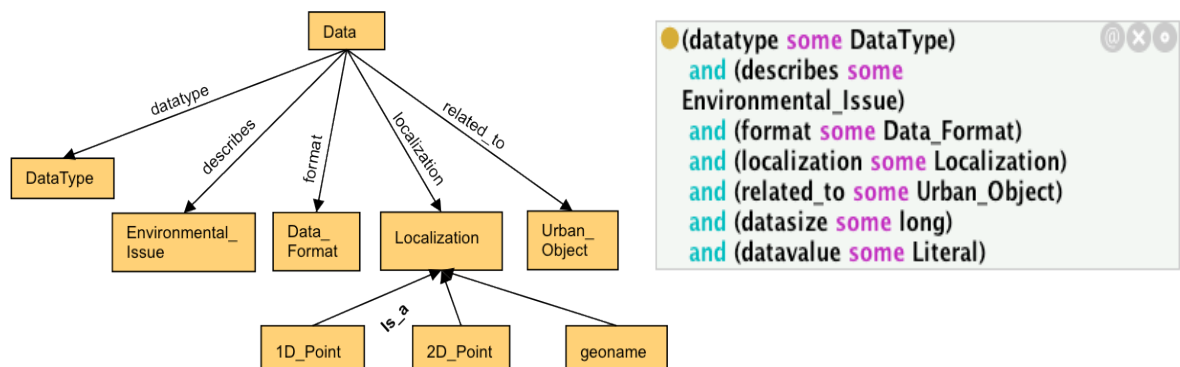 Data
datatype
describes
format
localization
related_to
DataType
Environmental_
Issue
Data_
Format
Localization
Urban_
Object
Is_a
1D_Point
2D_Point
geoname
(datatype some DataType)
and (describes some
Environmental_Issue)
and (format some Data_Format)
and (localization some Localization)
and (related_to some Urban_Object)
and (datasize some long)
and (datavalue some Literal)
@